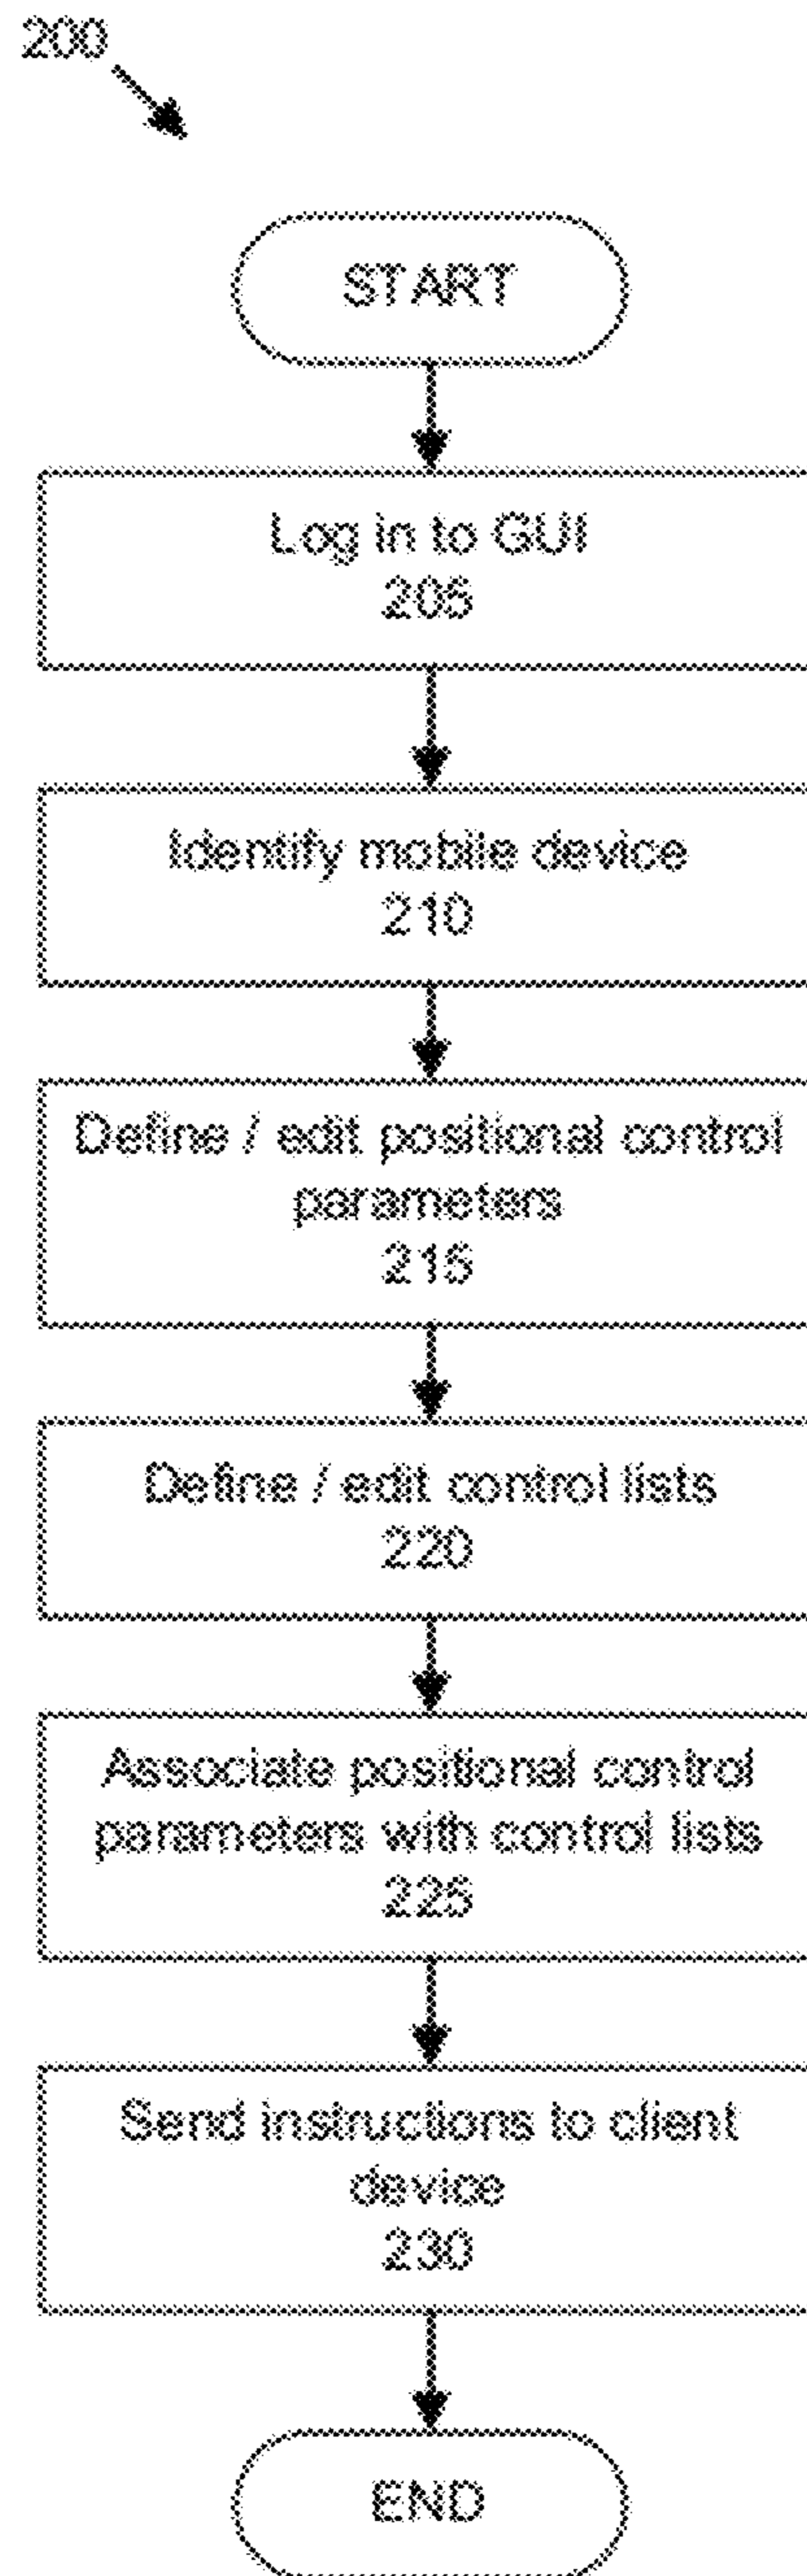 200
START
Log in to GUI
205
Identify mobile device
210
Define / edit positional control
parameters
215
Define / edit control lists
220
Associate positional control
parameters with control lists
225
Send instructions to client
device
230
END